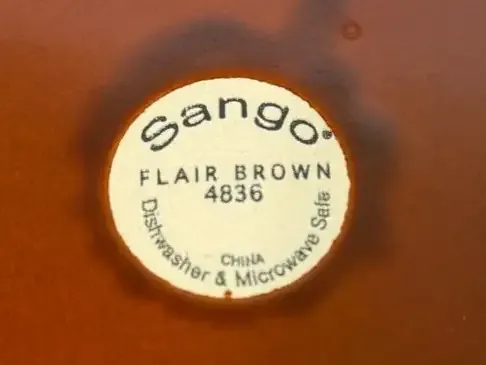 Sango®
FLAIR BROWN
4836
CHINA
Dishwasher & Microwave Safe